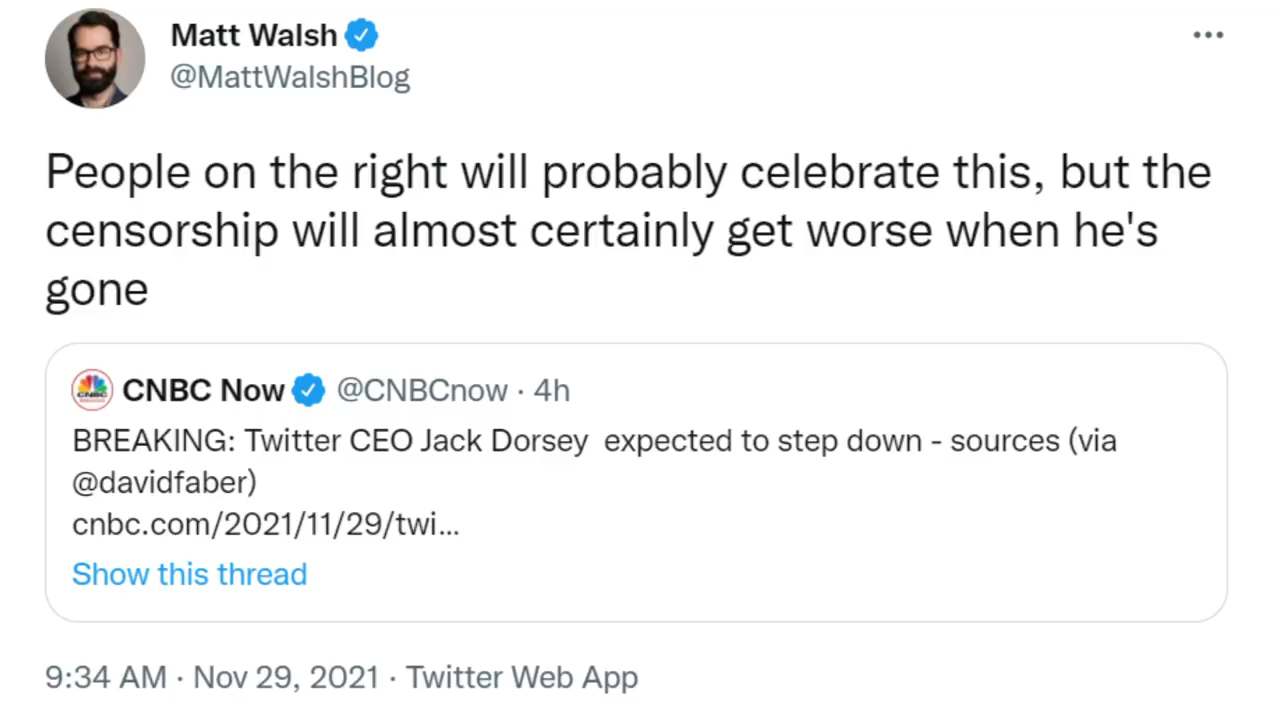 Matt Walsh
@MattWalshBlog
People on the right will probably celebrate this, but the
censorship will almost certainly get worse when he's
gone
CNBC Now @CNBCnow · 4h
BREAKING: Twitter CEO Jack Dorsey  expected to step down - sources (via
@davidfaber)
cnbc.com/2021/11/29/twi...
Show this thread
9:34 AM · Nov 29, 2021 · Twitter Web App